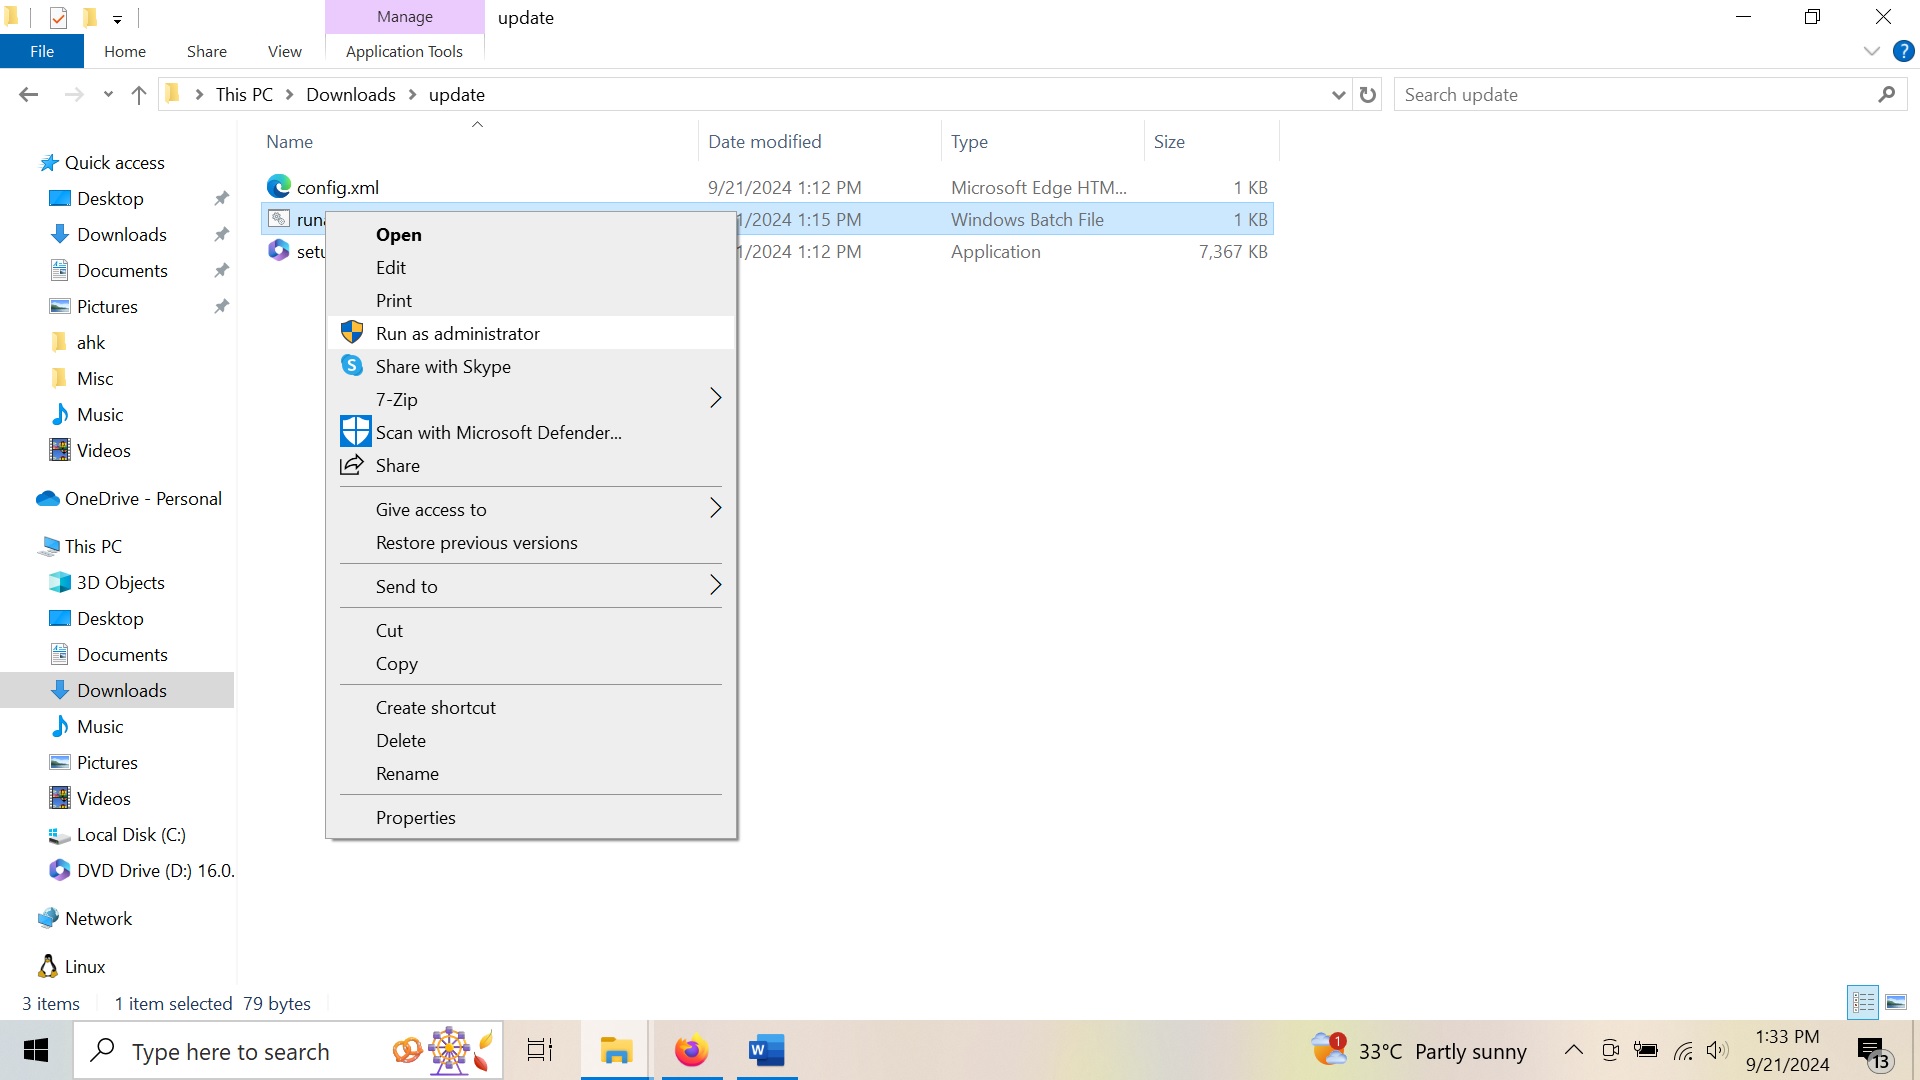 Manage
update
File
Home
Share
View
Application Tools
This PC
Downloads
update
Search update
Name
Date modified
Type
Size
config.xml
9/21/2024 1:12 PM
Microsoft Edge HTM...
1 KB
1/2024 1:15 PM
Windows Batch File
1 KB
1/2024 1:12 PM
Application
7,367 KB
Open
Edit
Print
Run as administrator
Share with Skype
7-Zip
Scan with Microsoft Defender...
Share
Give access to
Restore previous versions
Send to
Cut
Copy
Create shortcut
Delete
Rename
Properties
Quick access
Desktop
Downloads
Documents
Pictures
ahk
Misc
Music
Videos
OneDrive - Personal
This PC
3D Objects
Desktop
Documents
Downloads
Music
Pictures
Videos
Local Disk (C:)
DVD Drive (D:) 16.0.
Network
Linux
3 items
1 item selected 79 bytes
Type here to search
1
33°C Partly sunny
1:33 PM
9/21/2024
13